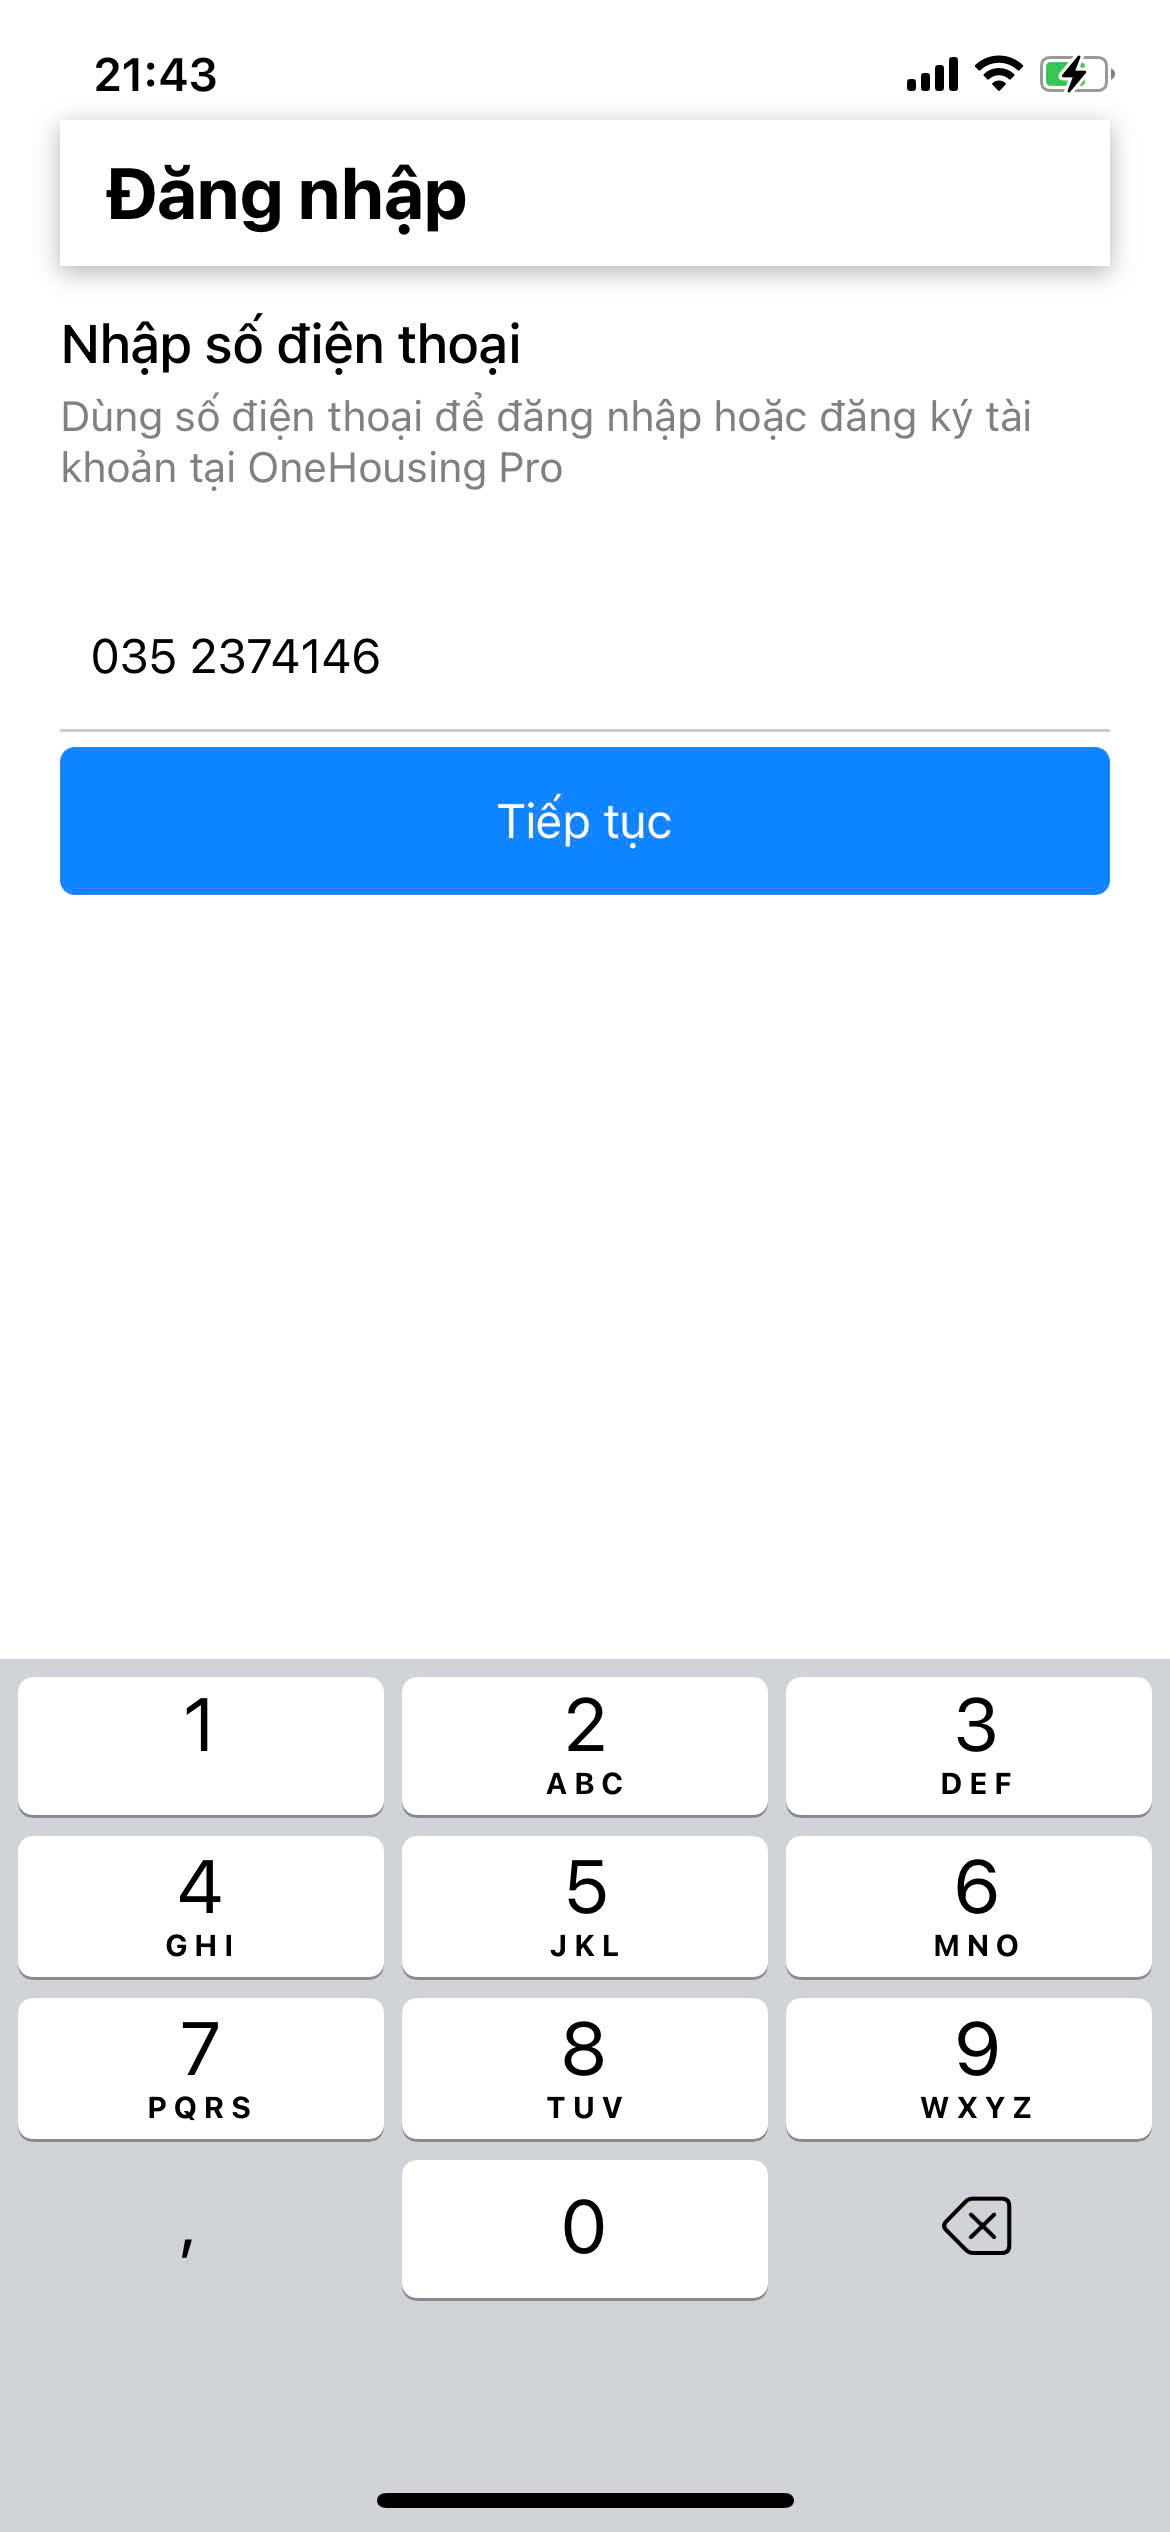 21:43
Đăng nhập
Nhập số điện thoại
Dùng số điện thoại để đăng nhập hoặc đăng ký tài
khoản tại OneHousing Pro
035 2374146
Tiếp tục
1 2 3
ABC DEF
4 5 6
GHI JKL MNO
7 8 9
PQRS TUV WXYZ
, 0